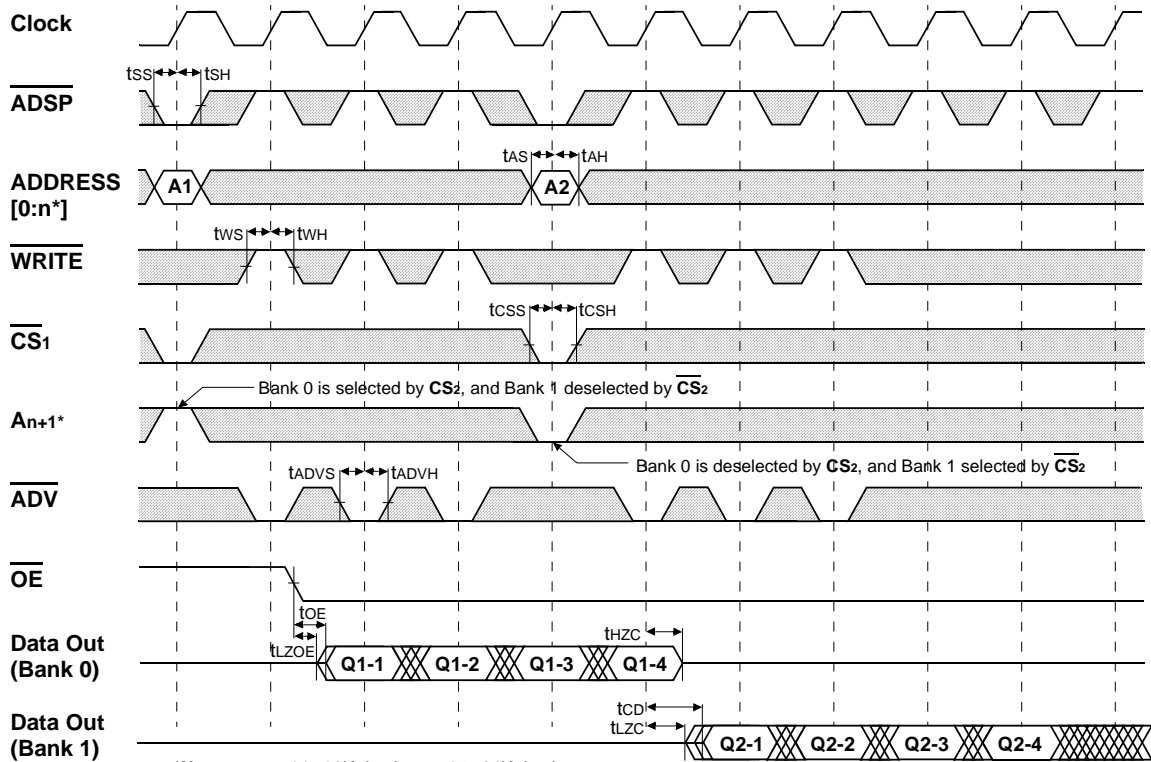 Clock
tSS tSH
ADSP
tAS tAH
ADDRESS
[0:n*]
A1
A2
tWS tWH
WRITE
tCSS tCSH
CS1
Bank 0 is selected by CS2, and Bank 1 deselected by CS2
An+1*
Bank 0 is deselected by CS2, and Bank 1 selected by CS2
tADVS tADVH
ADV
OE
tOE
tHZC
Data Out
(Bank 0)
tLZOE
Q1-1 Q1-2 Q1-3 Q1-4
tCD
tLZC
Data Out
(Bank 1)
Q2-1 Q2-2 Q2-3 Q2-4